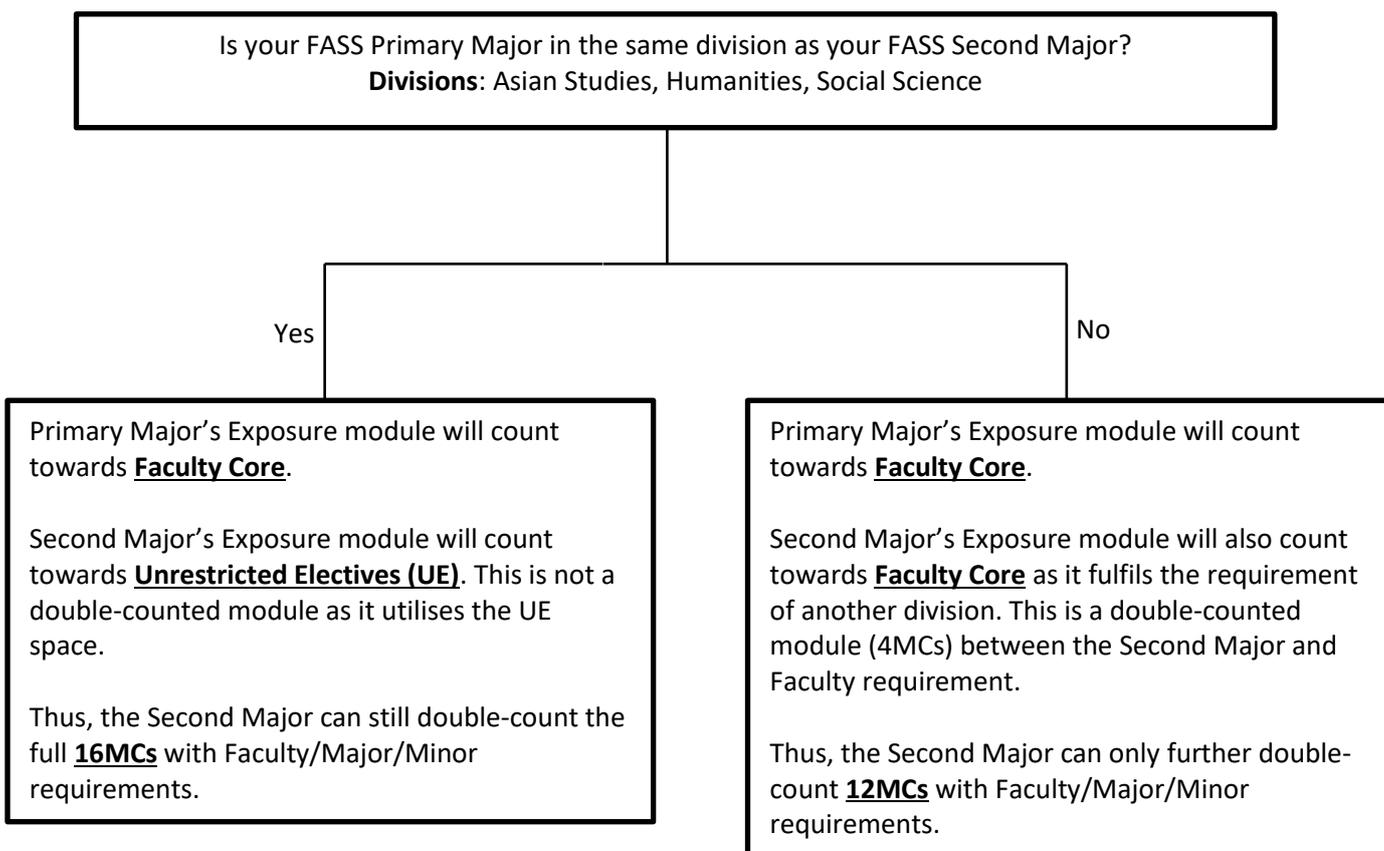 Is your FASS Primary Major in the same division as your FASS Second Major?
Divisions: Asian Studies, Humanities, Social Science
Yes
No
Primary Major’s Exposure module will count
towards Faculty Core.
Second Major’s Exposure module will count
towards Unrestricted Electives (UE). This is not a
double-counted module as it utilises the UE
space.
Thus, the Second Major can still double-count the
full 16MCs with Faculty/Major/Minor
requirements.
Primary Major’s Exposure module will count
towards Faculty Core.
Second Major’s Exposure module will also count
towards Faculty Core as it fulfils the requirement
of another division. This is a double-counted
module (4MCs) between the Second Major and
Faculty requirement.
Thus, the Second Major can only further double-
count 12MCs with Faculty/Major/Minor
requirements.